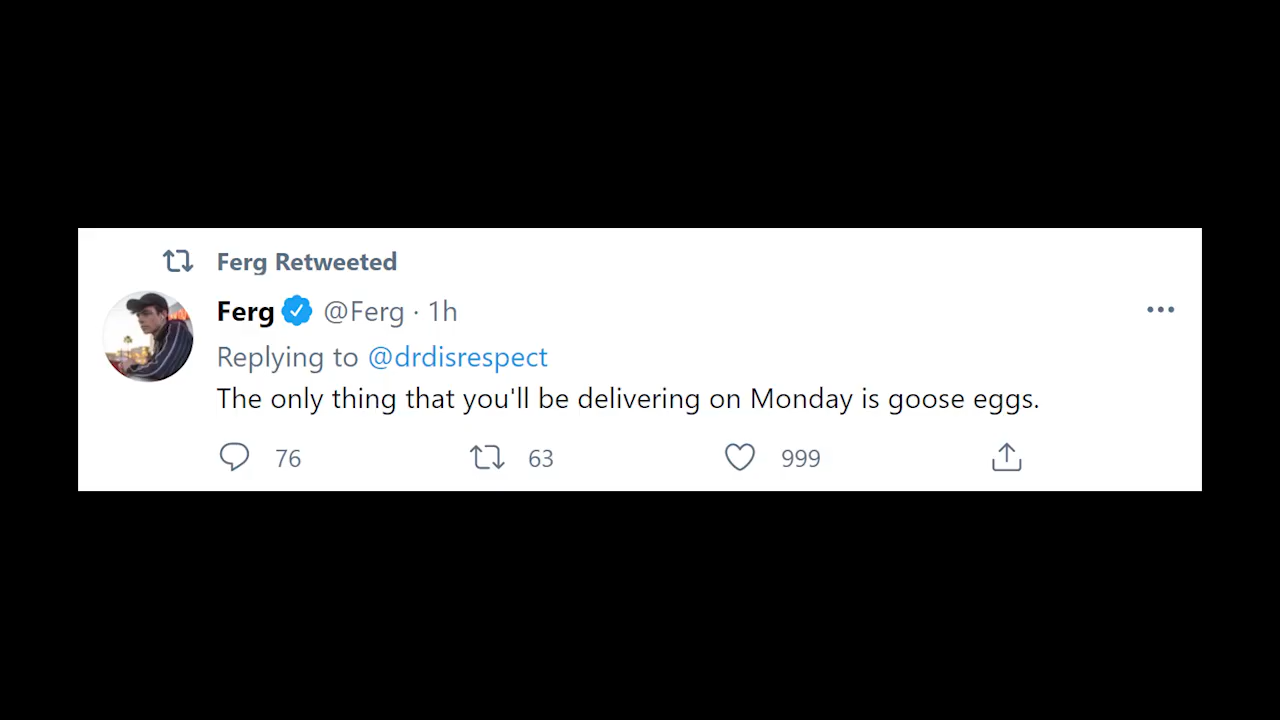 Ferg Retweeted
Ferg @Ferg · 1h
Replying to @drdisrespect
The only thing that you'll be delivering on Monday is goose eggs.
76 63 999